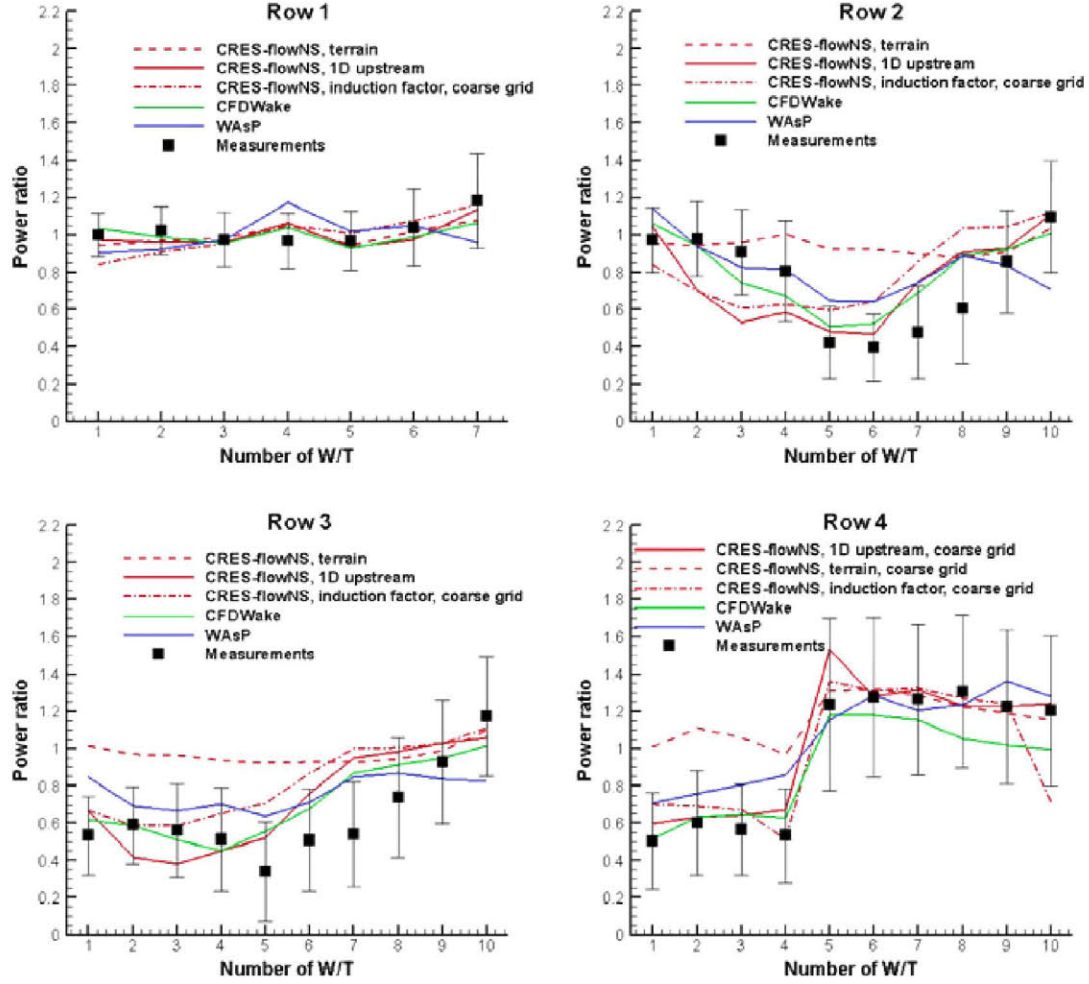 Row 1
2.2
2
1.8
1.6
1.4
1.2
1
0.8
0.6
0.4
0.2
0
Power ratio
CRES-flowNS, terrain
CRES-flowNS, 1D upstream
CRES-flowNS, induction factor, coarse grid
CFDWake
WAsP
Measurements
1 2 3 4 5 6 7
Number of W/T
Row 2
2.2
2
1.8
1.6
1.4
1.2
1
0.8
0.6
0.4
0.2
0
Power ratio
CRES-flowNS, terrain
CRES-flowNS, 1D upstream
CRES-flowNS, induction factor, coarse grid
CFDWake
WAsP
Measurements
1 2 3 4 5 6 7 8 9 10
Number of W/T
Row 3
2.2
2
1.8
1.6
1.4
1.2
1
0.8
0.6
0.4
0.2
0
Power ratio
CRES-flowNS, terrain
CRES-flowNS, 1D upstream
CRES-flowNS, induction factor, coarse grid
CFDWake
WAsP
Measurements
1 2 3 4 5 6 7 8 9 10
Number of W/T
Row 4
2.2
2
1.8
1.6
1.4
1.2
1
0.8
0.6
0.4
0.2
0
Power ratio
CRES-flowNS, 1D upstream, coarse grid
CRES-flowNS, terrain, coarse grid
CRES-flowNS, induction factor, coarse grid
CFDWake
WAsP
Measurements
1 2 3 4 5 6 7 8 9 10
Number of W/T